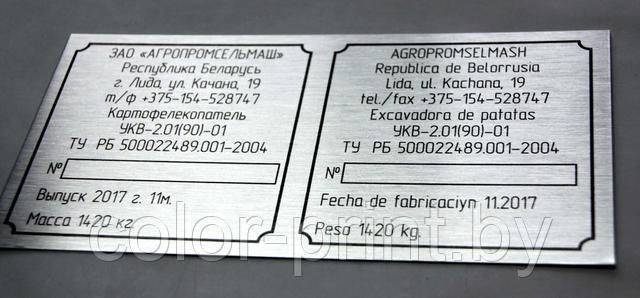 ЗАО «АГРОПРОМСЕЛЬМАШ»
Республика Беларусь
г. Лида, ул. Качана, 19
т/ф +375-154-528747
Картофелекопатель
УКВ-2.01(90)-01
ТУ РБ 500022489.001-2004
№
Выпуск 2017 г. 11м.
Масса 1420 кг.
AGROPROMSELMASH
Republica de Belorrusia
Lida, ul. Kachana, 19
tel./fax +375-154-528747
Excavadora de patatas
УКВ-2.01(90)-01
ТУ РБ 500022489.001-2004
№
Fecha de fabricaciyn 11.2017
Peso 1420 kg.
color-print.by